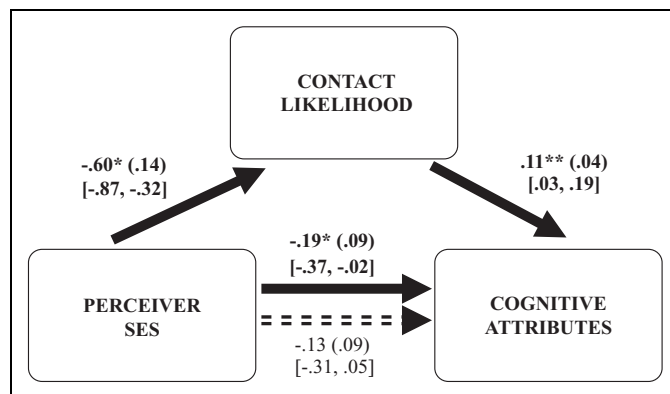 CONTACT
LIKELIHOOD
-.60* (.14)
[-.87, -.32]
.11** (.04)
[.03, .19]
-.19* (.09)
[-.37, -.02]
PERCEIVER
SES
COGNITIVE
ATTRIBUTES
-.13 (.09)
[-.31, .05]